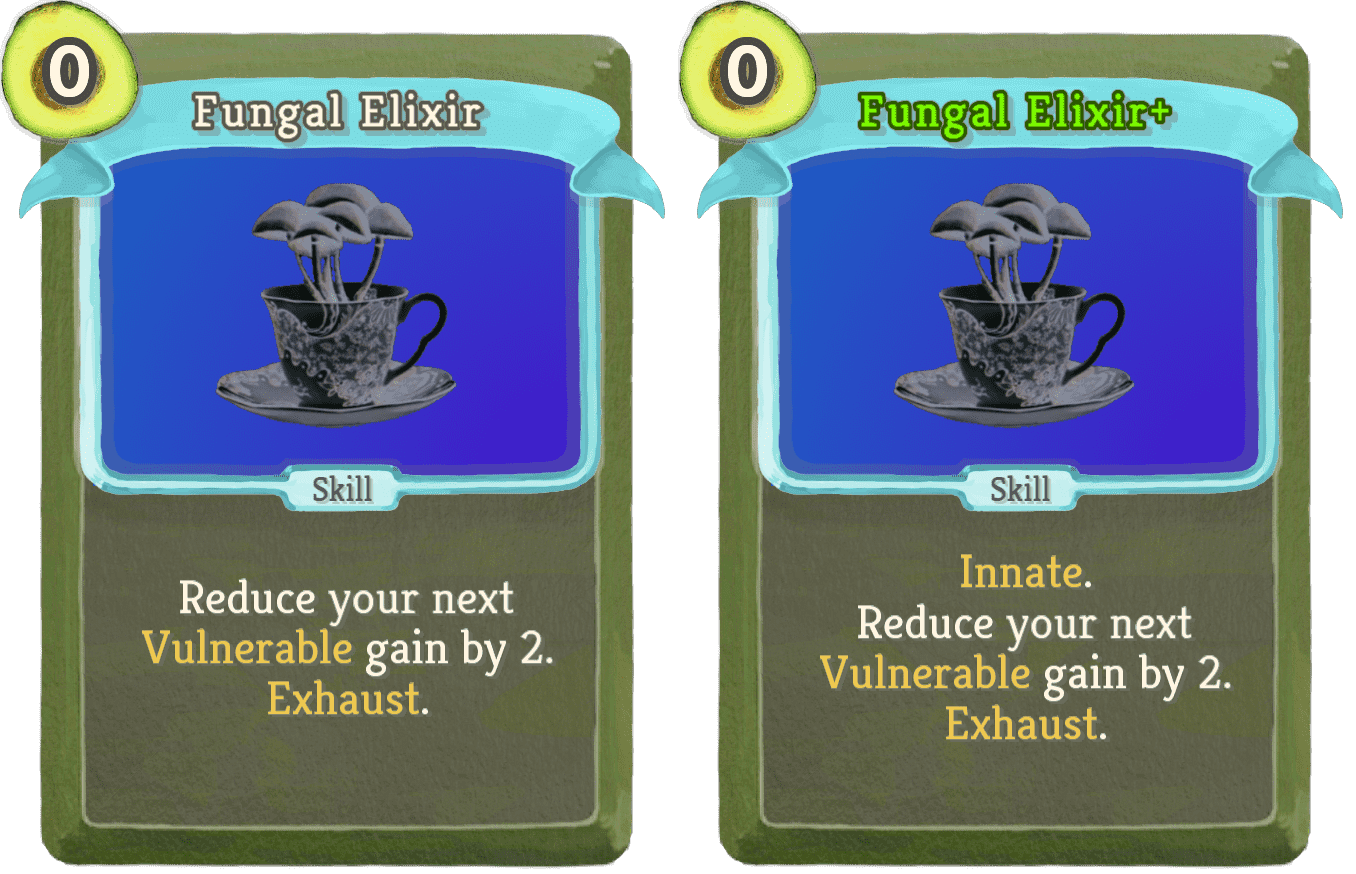 0
Fungal Elixir
Skill
Reduce your next
Vulnerable gain by 2.
Exhaust.
0
Fungal Elixir+
Skill
Innate.
Reduce your next
Vulnerable gain by 2.
Exhaust.